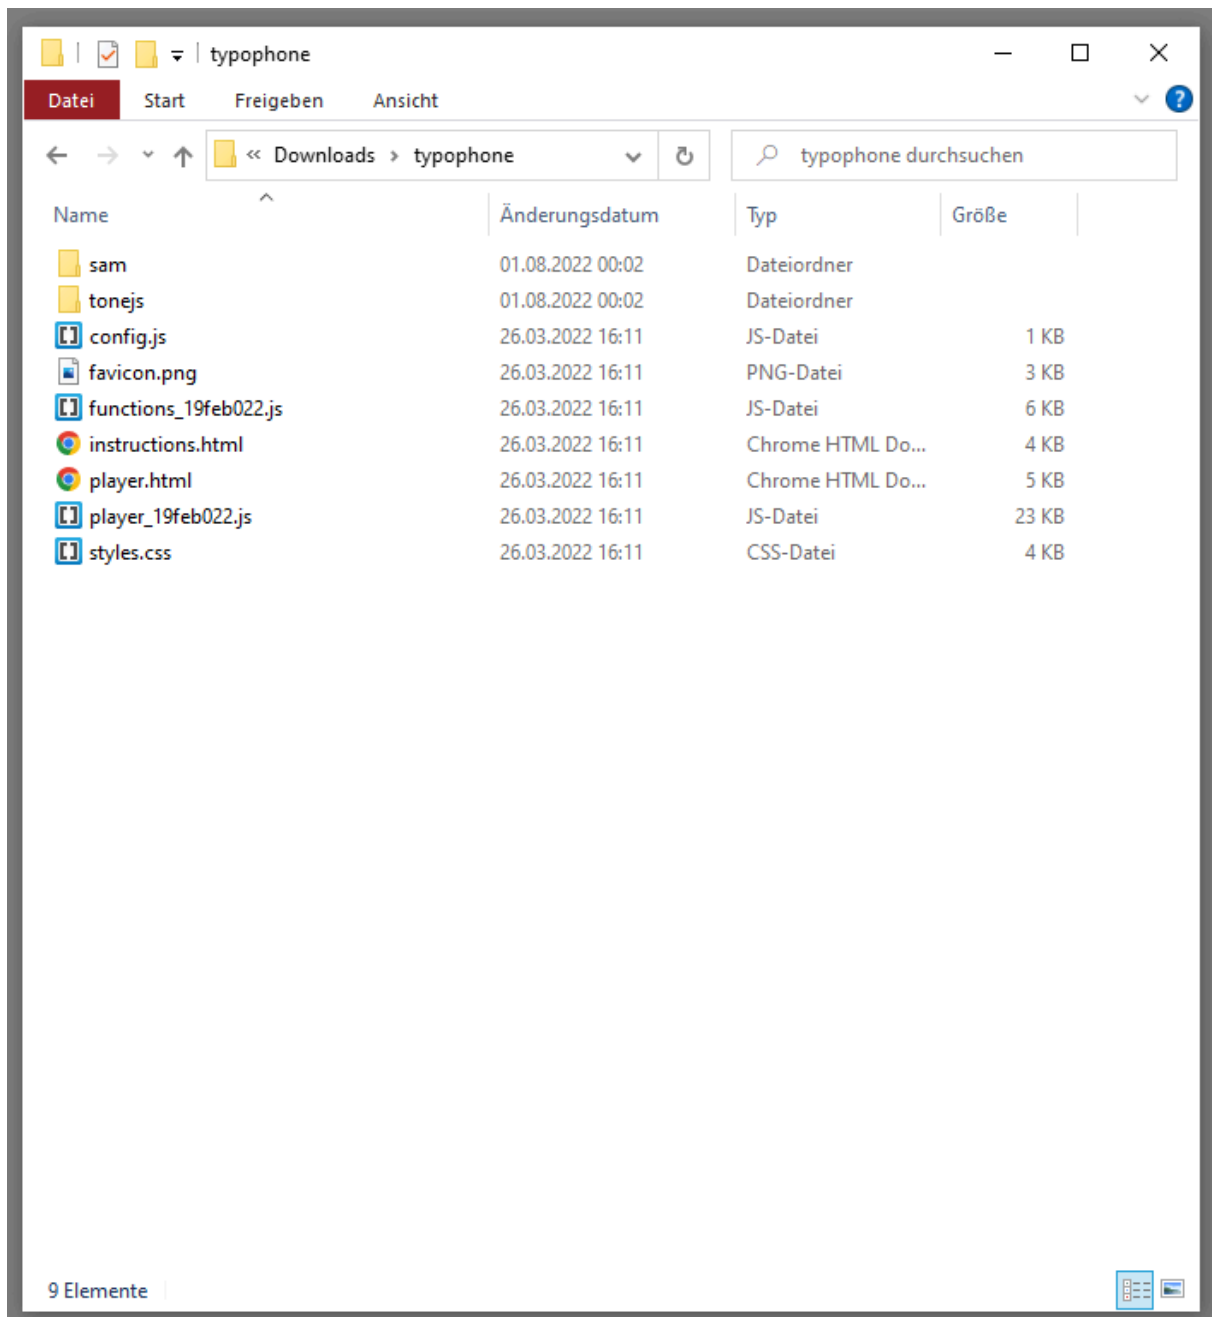 typophone
Datei Start Freigeben Ansicht
« Downloads › typophone typophone durchsuchen
Name Änderungsdatum Typ Größe
sam 01.08.2022 00:02 Dateiordner
tonejs 01.08.2022 00:02 Dateiordner
config.js 26.03.2022 16:11 JS-Datei 1 KB
favicon.png 26.03.2022 16:11 PNG-Datei 3 KB
functions_19feb022.js 26.03.2022 16:11 JS-Datei 6 KB
instructions.html 26.03.2022 16:11 Chrome HTML Do... 4 KB
player.html 26.03.2022 16:11 Chrome HTML Do... 5 KB
player_19feb022.js 26.03.2022 16:11 JS-Datei 23 KB
styles.css 26.03.2022 16:11 CSS-Datei 4 KB
9 Elemente